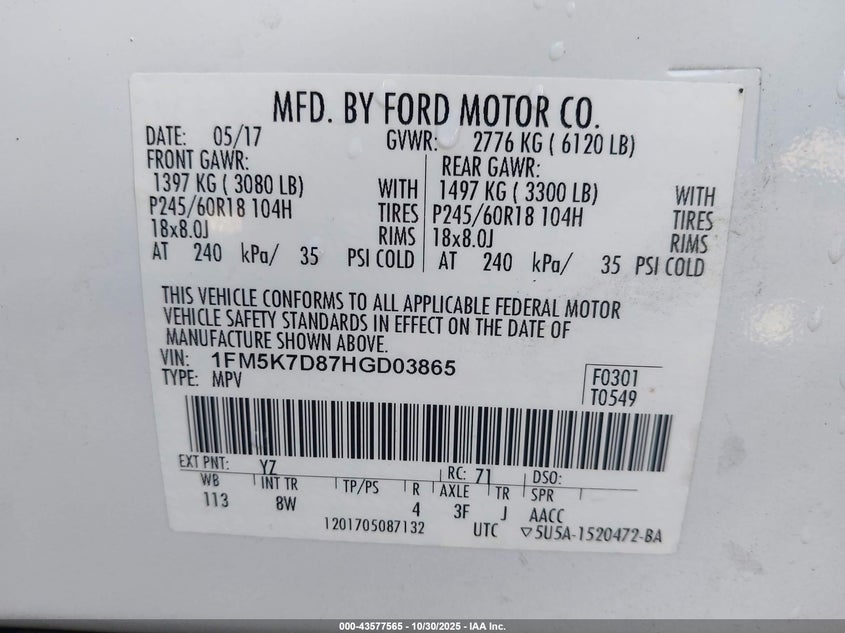 MFD. BY FORD MOTOR CO.
DATE: 05/17 GVWR: 2776 KG ( 6120 LB)
FRONT GAWR: REAR GAWR:
1397 KG ( 3080 LB) WITH 1497 KG ( 3300 LB) WITH
P245/60R18 104H TIRES P245/60R18 104H TIRES
18x8.0J RIMS 18x8.0J RIMS
AT 240 kPa/ 35 PSI COLD AT 240 kPa/ 35 PSI COLD
THIS VEHICLE CONFORMS TO ALL APPLICABLE FEDERAL MOTOR
VEHICLE SAFETY STANDARDS IN EFFECT ON THE DATE OF
MANUFACTURE SHOWN ABOVE.
VIN: 1FM5K7D87HGD03865
TYPE: MPV
F0301
T0549
EXT PNT: YZ RC: 71 DSO:
WB INT TR TP/PS R AXLE TR SPR
113 8W 4 3F J AACC
1201705087132 UTC ▽5U5A-1520472-BA
000-43577565 | 10/30/2025 - IAA Inc.